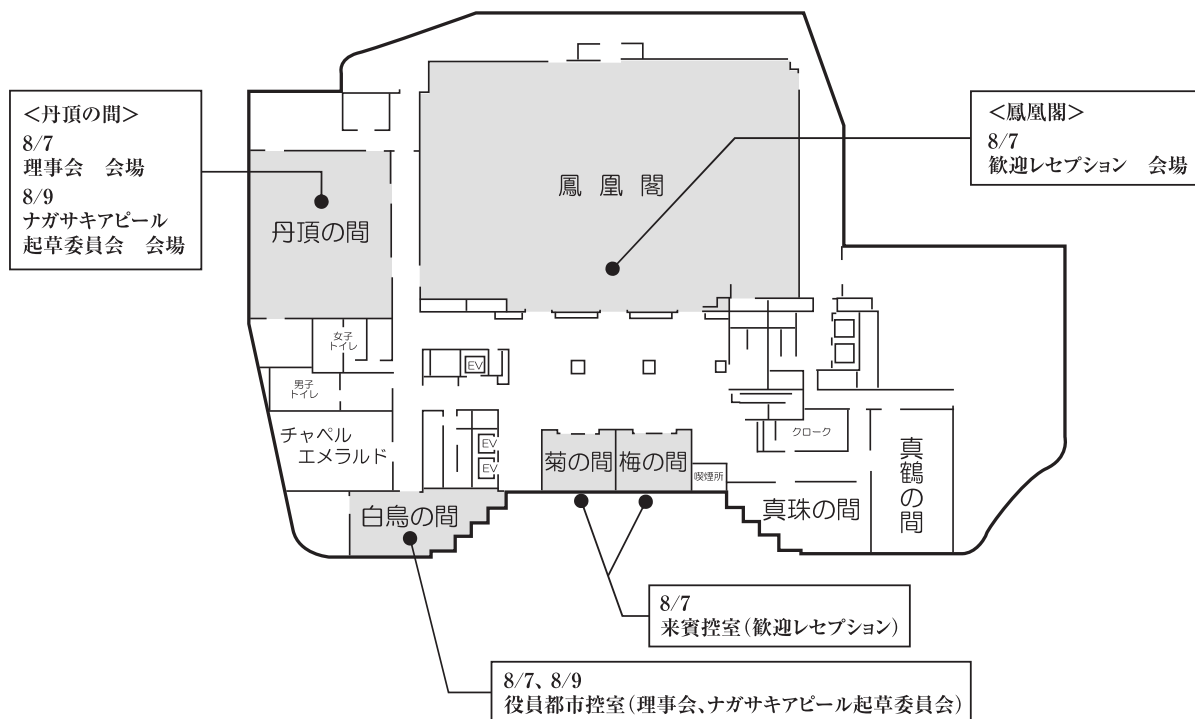 <丹頂の間>
8/7
理事会　会場
8/9
ナガサキアピール
起草委員会　会場
<鳳凰閣>
8/7
歓迎レセプション　会場
鳳凰閣
丹頂の間
女子
トイレ
男子
トイレ
チャペル
エメラルド
EV
EV
EV
菊の間
梅の間
喫煙所
クローク
真珠の間
真鶴の間
白鳥の間
8/7
来賓控室(歓迎レセプション)
8/7、8/9
役員都市控室(理事会、ナガサキアピール起草委員会)